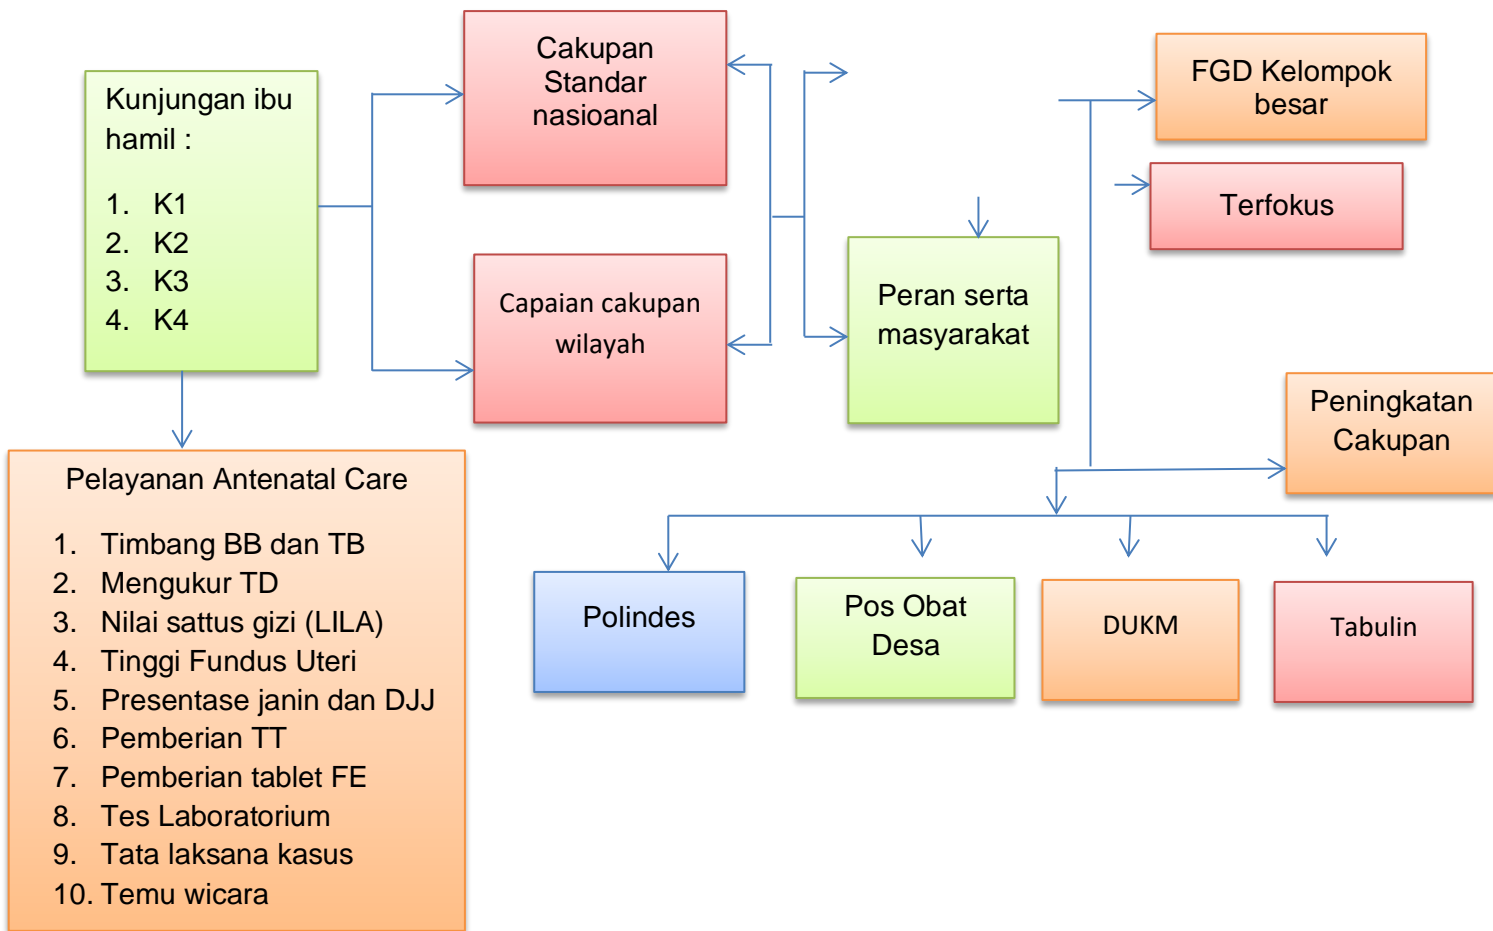 Kunjungan ibu
hamil :
1. K1
2. K2
3. K3
4. K4
Cakupan
Standar
nasioanal
Capaian cakupan
wilayah
Peran serta
masyarakat
FGD Kelompok
besar
Terfokus
Peningkatan
Cakupan
Pelayanan Antenatal Care
1. Timbang BB dan TB
2. Mengukur TD
3. Nilai sattus gizi (LILA)
4. Tinggi Fundus Uteri
5. Presentase janin dan DJJ
6. Pemberian TT
7. Pemberian tablet FE
8. Tes Laboratorium
9. Tata laksana kasus
10. Temu wicara
Polindes
Pos Obat
Desa
DUKM
Tabulin